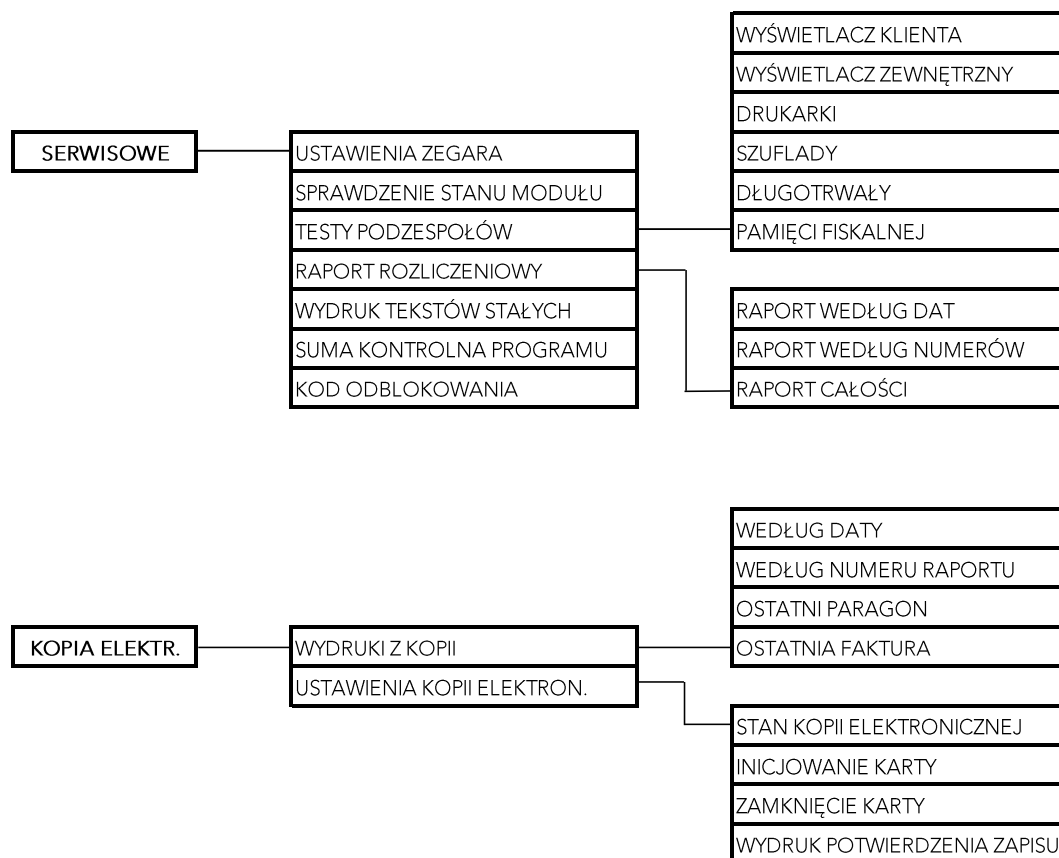 WYŚWIETLACZ KLIENTA
WYŚWIETLACZ ZEWNĘTRZNY
DRUKARKI
SERWISOWE
USTAWIENIA ZEGARA
SZUFLADY
SPRAWDZENIE STANU MODUŁU
DŁUGOTRWAŁY
TESTY PODZESPOŁÓW
PAMIĘCI FISKALNEJ
RAPORT ROZLICZENIOWY
WYDRUK TEKSTÓW STAŁYCH
RAPORT WEDŁUG DAT
SUMA KONTROLNA PROGRAMU
RAPORT WEDŁUG NUMERÓW
KOD ODBLOKOWANIA
RAPORT CAŁOŚCI
WEDŁUG DATY
WEDŁUG NUMERU RAPORTU
OSTATNI PARAGON
KOPIA ELEKTR.
WYDRUKI Z KOPII
OSTATNIA FAKTURA
USTAWIENIA KOPII ELEKTRON.
STAN KOPII ELEKTRONICZNEJ
INICJOWANIE KARTY
ZAMKNIĘCIE KARTY
WYDRUK POTWIERDZENIA ZAPISU